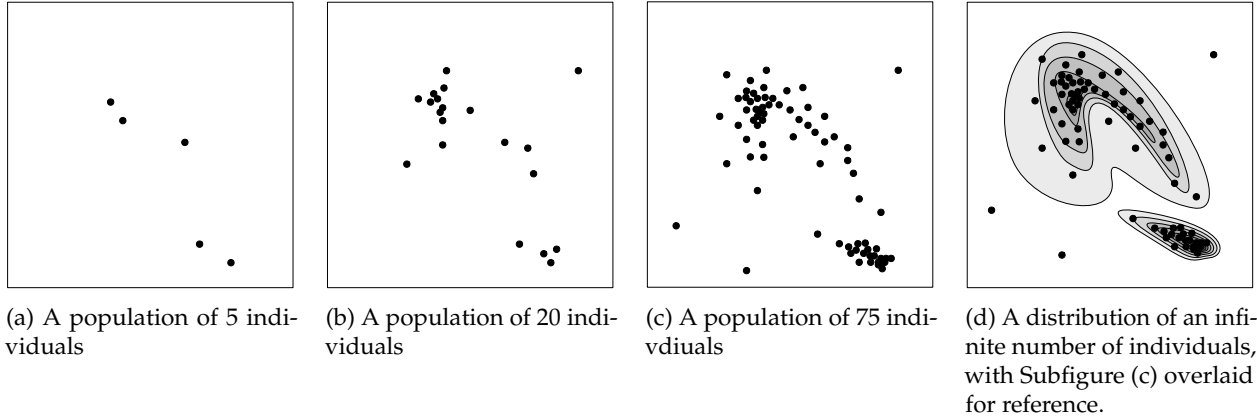 (a) A population of 5 indi-
viduals
(b) A population of 20 indi-
viduals
(c) A population of 75 indi-
vdiuals
(d) A distribution of an infi-
nite number of individuals,
with Subfigure (c) overlaid
for reference.